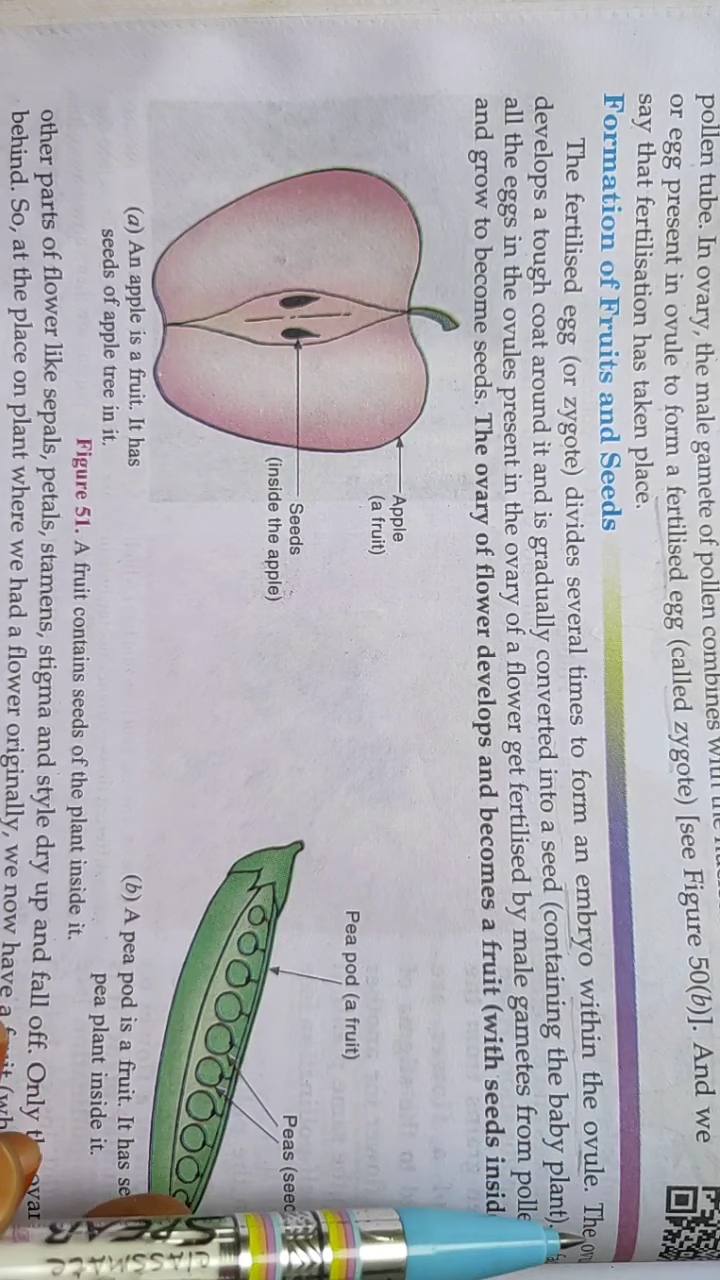 pollen tube. In ovary, the male gamete of pollen combines with the
or egg present in ovule to form a fertilised egg (called zygote) [see Figure 50(b)]. And we
say that fertilisation has taken place.
Formation of Fruits and Seeds
The fertilised egg (or zygote) divides several times to form an embryo within the ovule. The
develops a tough coat around it and is gradually converted into a seed (containing the baby plant).
all the eggs in the ovules present in the ovary of a flower get fertilised by male gametes from polle
and grow to become seeds. The ovary of flower develops and becomes a fruit (with seeds insid
Apple
(a fruit)
Seeds
(inside the apple)
Pea pod (a fruit)
Peas (seed
(a) An apple is a fruit. It has
seeds of apple tree in it.
(b) A pea pod is a fruit. It has se
pea plant inside it.
Figure 51. A fruit contains seeds of the plant inside it.
other parts of flower like sepals, petals, stamens, stigma and style dry up and fall off. Only
behind. So, at the place on plant where we had a flower originally, we now have a
CLASSMATE